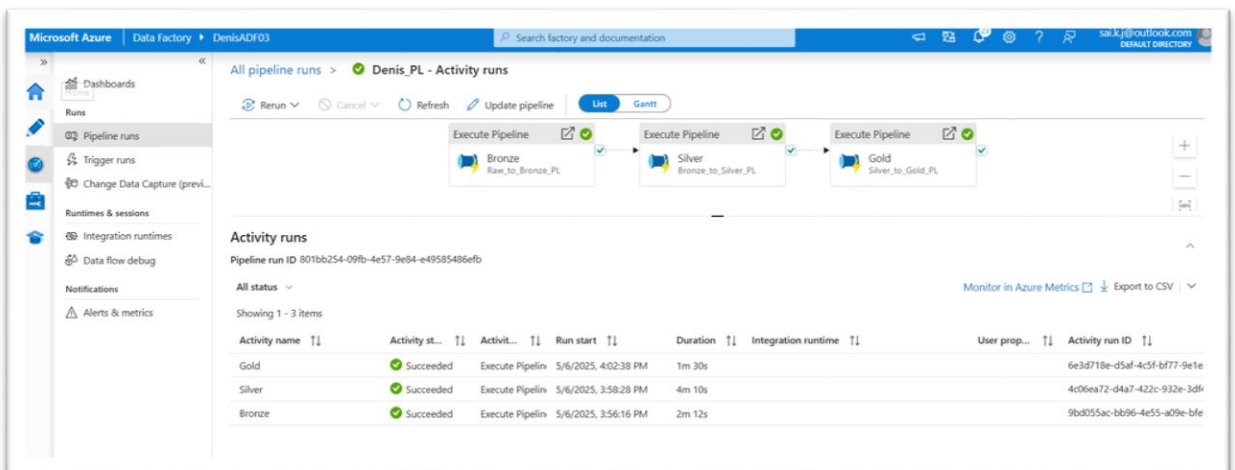 Microsoft Azure | Data Factory ▸ DenisADF03
Search factory and documentation
sai.k.j@outlook.com
DEFAULT DIRECTORY
» «
Dashboards
Home
Runs
Pipeline runs
Trigger runs
Change Data Capture (previ...
Runtimes & sessions
Integration runtimes
Data flow debug
Notifications
Alerts & metrics
All pipeline runs > Denis_PL - Activity runs
Rerun Cancel Refresh Update pipeline List Gantt
Execute Pipeline Execute Pipeline Execute Pipeline
Bronze Silver Gold
Raw_to_Bronze_PL Bronze_to_Silver_PL Silver_to_Gold_PL
Activity runs
Pipeline run ID 801bb254-09fb-4e57-9e84-e49585486efb
All status
Monitor in Azure Metrics Export to CSV
Showing 1 - 3 items
Activity name Activity st... Activit... Run start Duration Integration runtime User prop... Activity run ID
Gold Succeeded Execute Pipelin 5/6/2025, 4:02:38 PM 1m 30s 6e3d718e-d5af-4c5f-bf77-9e1e
Silver Succeeded Execute Pipelin 5/6/2025, 3:58:28 PM 4m 10s 4c06ea72-d4a7-422c-932e-3df
Bronze Succeeded Execute Pipelin 5/6/2025, 3:56:16 PM 2m 12s 9bd055ac-bb96-4e55-a09e-bfe